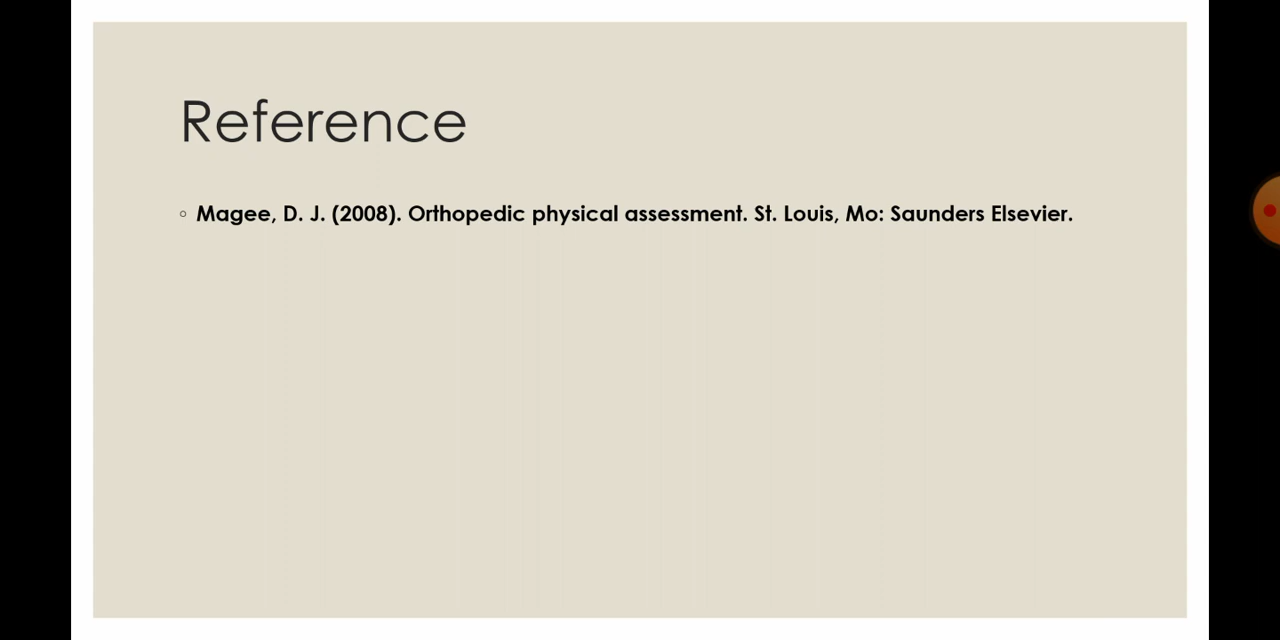 Reference
◦ Magee, D. J. (2008). Orthopedic physical assessment. St. Louis, Mo: Saunders Elsevier.